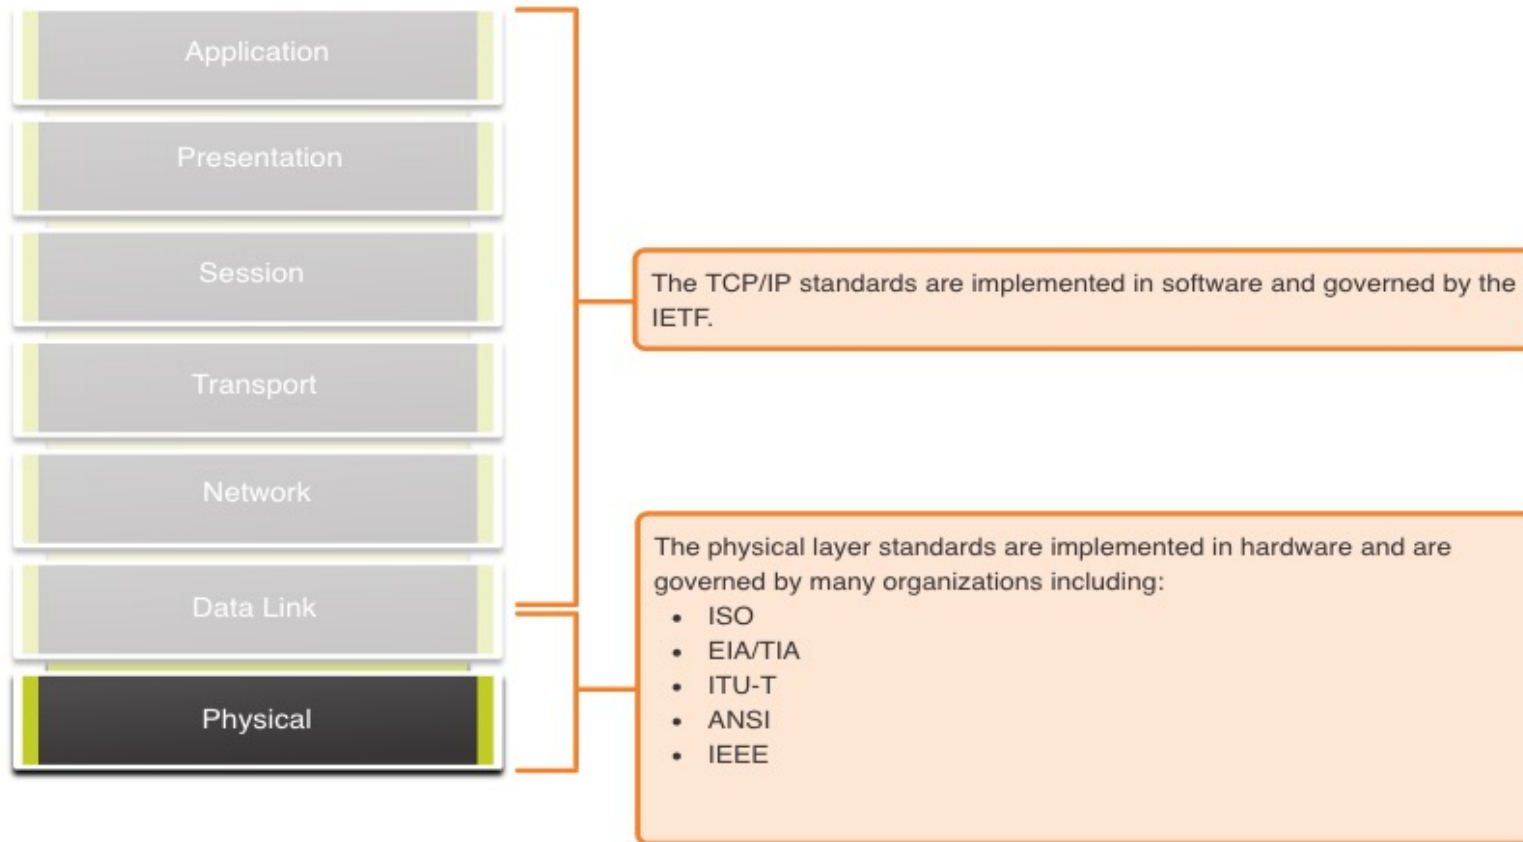 Application
Presentation
Session
Transport
Network
Data Link
Physical
The TCP/IP standards are implemented in software and governed by the
IETF.
The physical layer standards are implemented in hardware and are
governed by many organizations including:
• ISO
• EIA/TIA
• ITU-T
• ANSI
• IEEE